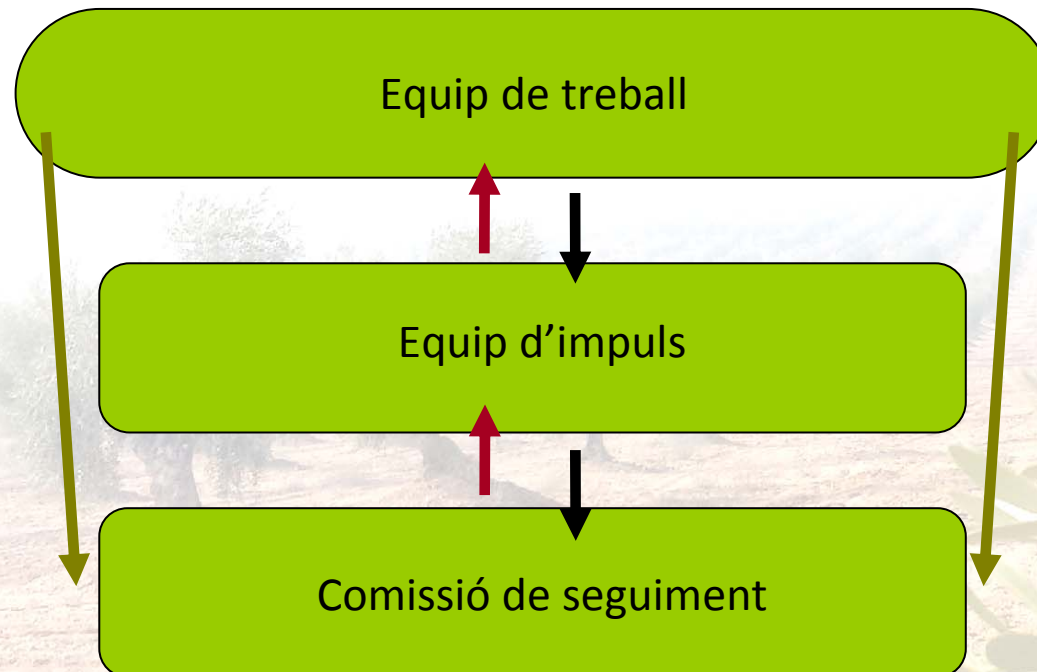 Equip de treball
Equip d’impuls
Comissió de seguiment